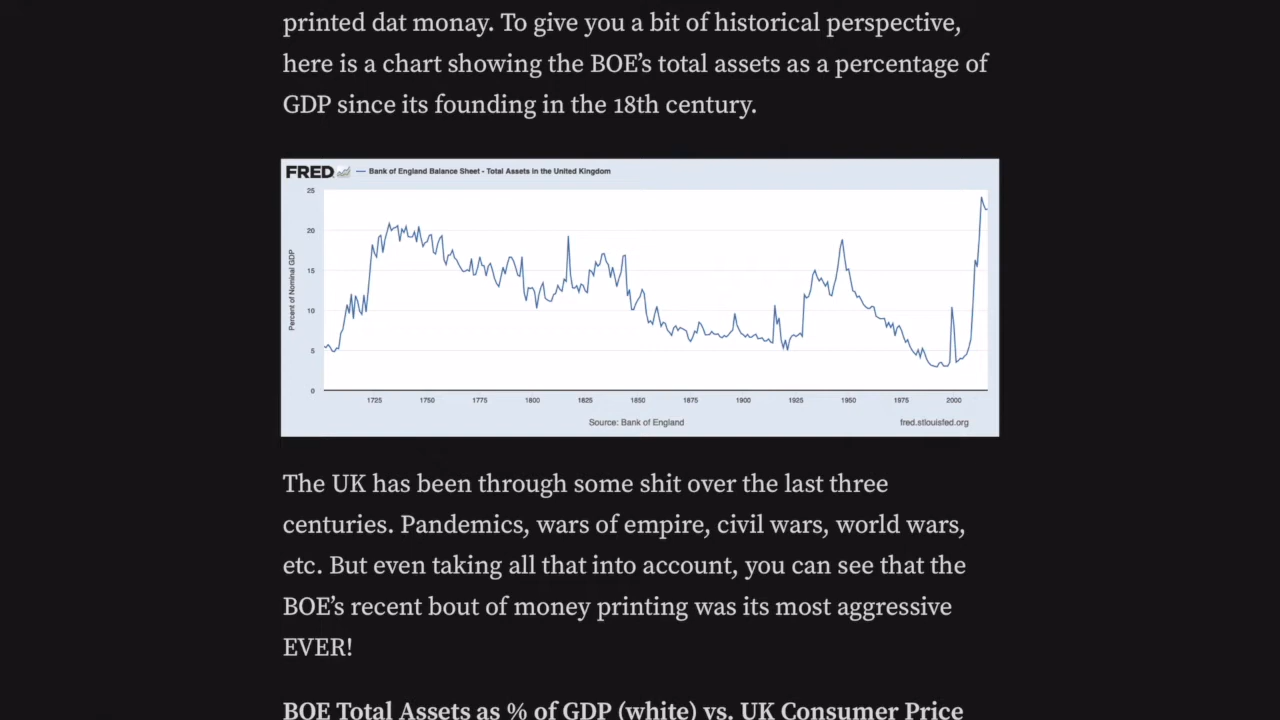 printed dat monay. To give you a bit of historical perspective,
here is a chart showing the BOE’s total assets as a percentage of
GDP since its founding in the 18th century.
FRED — Bank of England Balance Sheet - Total Assets in the United Kingdom
Percent of Nominal GDP
25
20
15
10
5
0
1725 1750 1775 1800 1825 1850 1875 1900 1925 1950 1975 2000
Source: Bank of England fred.stlouisfed.org
The UK has been through some shit over the last three
centuries. Pandemics, wars of empire, civil wars, world wars,
etc. But even taking all that into account, you can see that the
BOE’s recent bout of money printing was its most aggressive
EVER!
BOE Total Assets as % of GDP (white) vs. UK Consumer Price